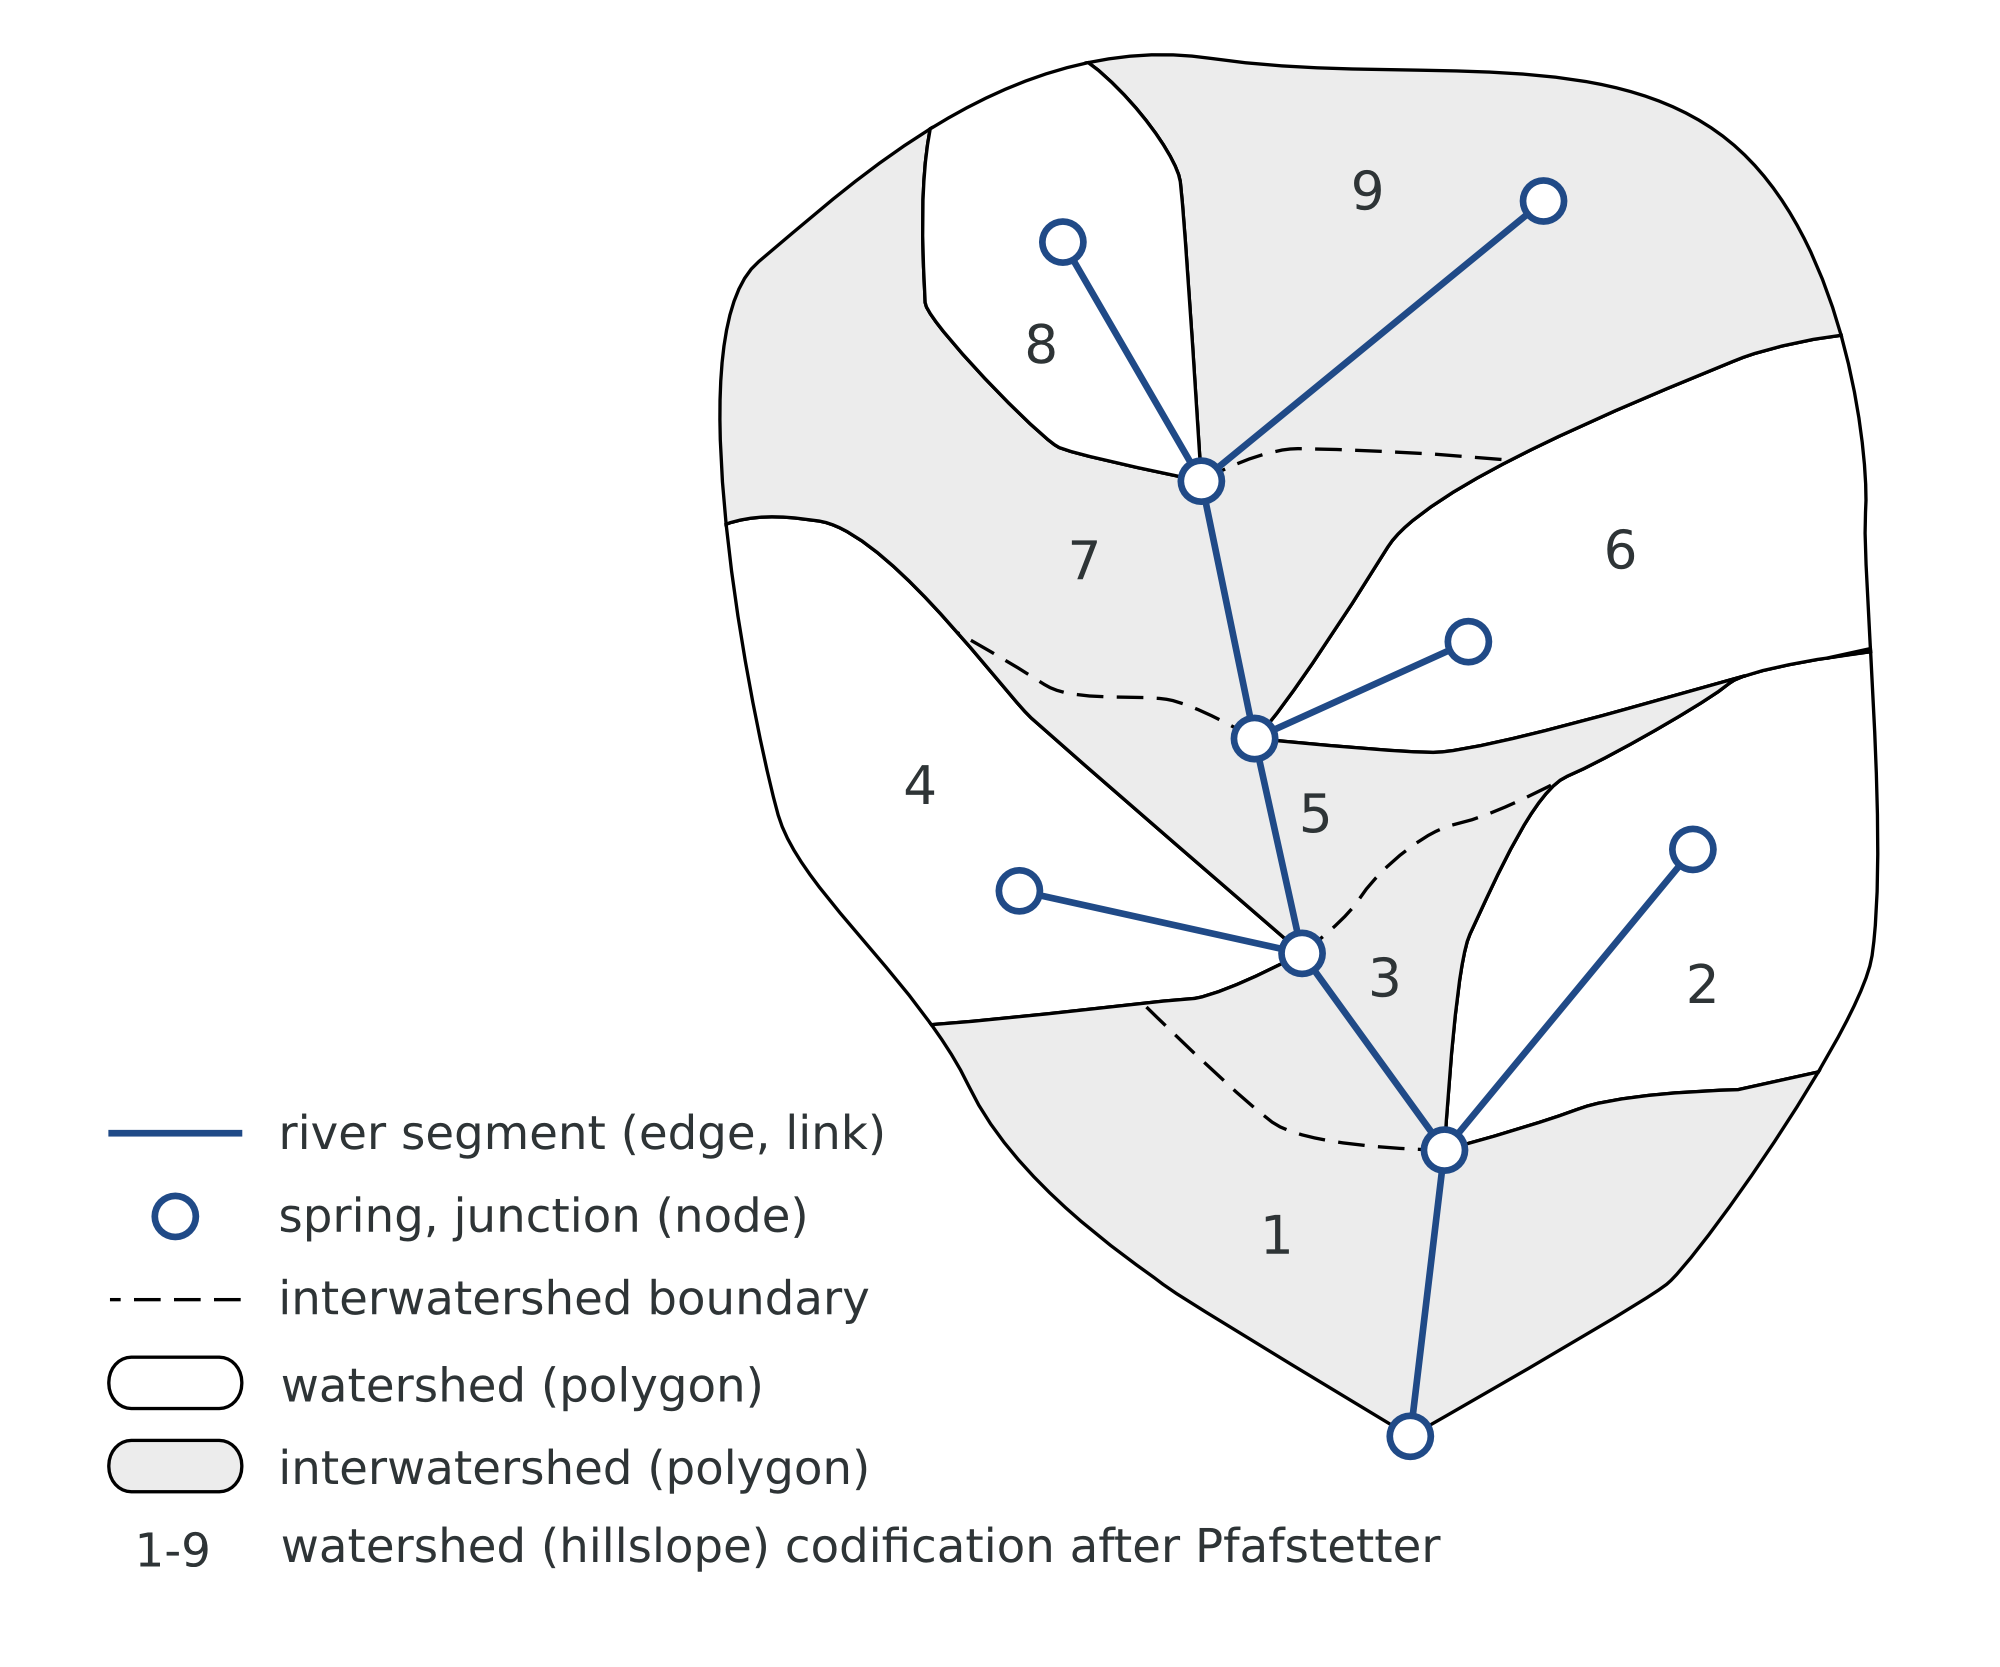 9
8
6
7
4
5
3
2
1
river segment (edge, link)
spring, junction (node)
interwatershed boundary
watershed (polygon)
interwatershed (polygon)
1-9 watershed (hillslope) codification after Pfafstetter